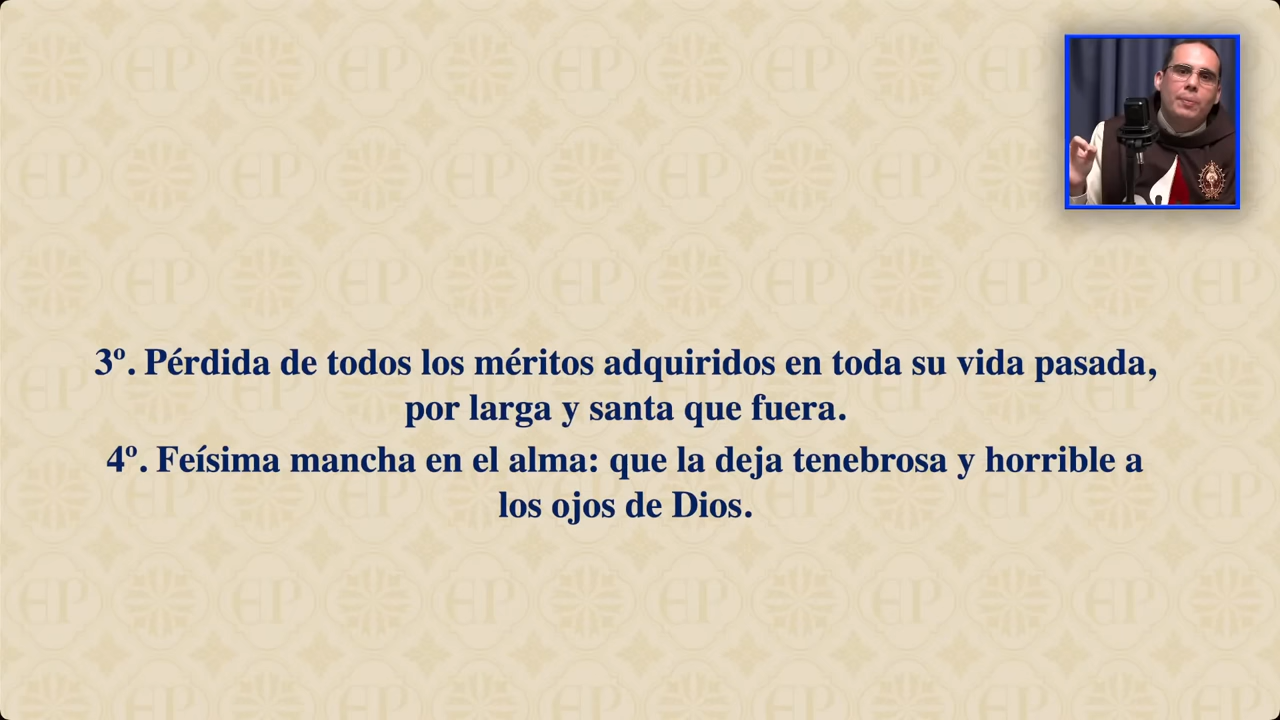 3º. Pérdida de todos los méritos adquiridos en toda su vida pasada,
por larga y santa que fuera.
4º. Feísima mancha en el alma: que la deja tenebrosa y horrible a
los ojos de Dios.